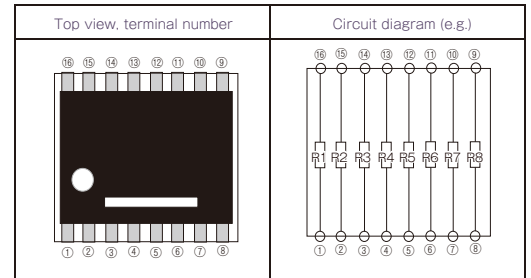 Top view, terminal number
⑯ ⑮ ⑭ ⑬ ⑫ ⑪ ⑩ ⑨
① ② ③ ④ ⑤ ⑥ ⑦ ⑧
Circuit diagram (e.g.)
⑯ ⑮ ⑭ ⑬ ⑫ ⑪ ⑩ ⑨
R1 R2 R3 R4 R5 R6 R7 R8
① ② ③ ④ ⑤ ⑥ ⑦ ⑧